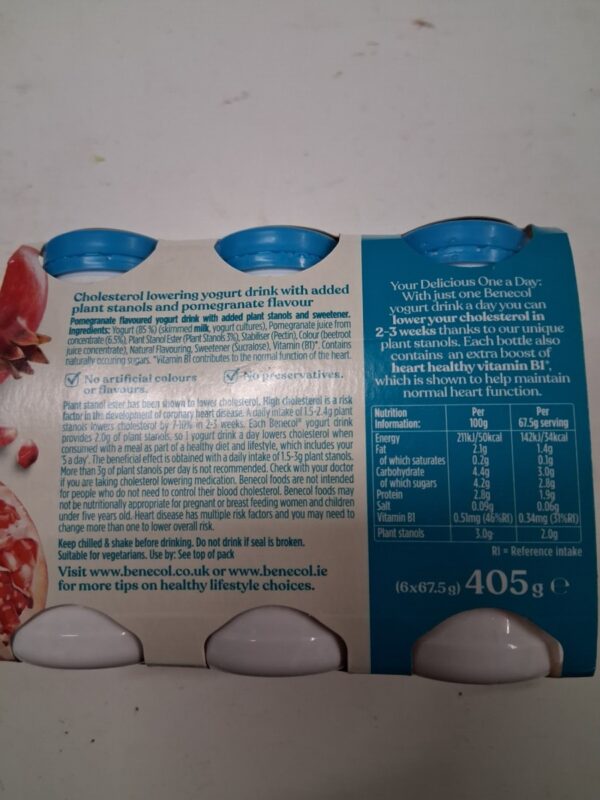 Cholesterol lowering yogurt drink with added
plant stanols and pomegranate flavour
Pomegranate flavoured yogurt drink with added plant stanols and sweetener.
Ingredients: Yogurt (85 %) (skimmed milk, yogurt cultures), Pomegranate juice from
concentrate (6.5%), Plant Stanol Ester (Plant Stanols 3%), Stabiliser (Pectin), Colour (beetroot
juice concentrate), Natural Flavouring, Sweetener (Sucralose), Vitamin (B1)*. Contains
naturally occuring sugars. *Vitamin B1 contributes to the normal function of the heart.
No artificial colours
or flavours.
No preservatives.
Plant stanol ester has been shown to lower cholesterol. High cholesterol is a risk
factor in the development of coronary heart disease. A daily intake of 1.5-2.4g plant
stanols lowers cholesterol by 7-10% in 2-3 weeks. Each Benecol® yogurt drink
provides 2.0g of plant stanols, so 1 yogurt drink a day lowers cholesterol when
consumed with a meal as part of a healthy diet and lifestyle, which includes your
'5 a day'. The beneficial effect is obtained with a daily intake of 1.5-3g plant stanols.
More than 3g of plant stanols per day is not recommended. Check with your doctor
if you are taking cholesterol lowering medication. Benecol foods are not intended
for people who do not need to control their blood cholesterol. Benecol foods may
not be nutritionally appropriate for pregnant or breast feeding women and children
under five years old. Heart disease has multiple risk factors and you may need to
change more than one to lower overall risk.
Keep chilled & shake before drinking. Do not drink if seal is broken.
Suitable for vegetarians. Use by: See top of pack
Visit www.benecol.co.uk or www.benecol.ie
for more tips on healthy lifestyle choices.
Your Delicious One a Day:
With just one Benecol
yogurt drink a day you can
lower your cholesterol in
2-3 weeks thanks to our unique
plant stanols. Each bottle also
contains an extra boost of
heart healthy vitamin B1*,
which is shown to help maintain
normal heart function.
Nutrition Information: Per 100g Per 67.5g serving
Energy 211kJ/50kcal 142kJ/34kcal
Fat 2.1g 1.4g
of which saturates 0.2g 0.1g
Carbohydrate 4.4g 3.0g
of which sugars 4.2g 2.8g
Protein 2.8g 1.9g
Salt 0.09g 0.06g
Vitamin B1 0.51mg (46%RI) 0.34mg (31%RI)
Plant stanols 3.0g 2.0g
RI = Reference intake
(6x67.5g) 405g ℮